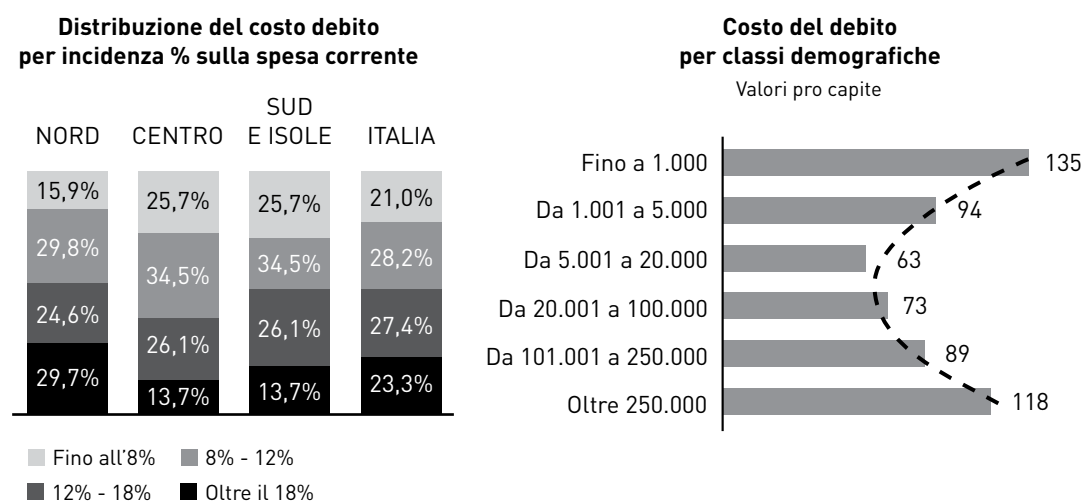 Distribuzione del costo debito
per incidenza % sulla spesa corrente
NORD
CENTRO
SUD
E ISOLE
ITALIA
15,9%
25,7%
25,7%
21,0%
29,8%
34,5%
34,5%
28,2%
24,6%
26,1%
26,1%
27,4%
29,7%
13,7%
13,7%
23,3%
Fino all'8%
8% - 12%
12% - 18%
Oltre il 18%
Costo del debito
per classi demografiche
Valori pro capite
Fino a 1.000
135
Da 1.001 a 5.000
94
Da 5.001 a 20.000
63
Da 20.001 a 100.000
73
Da 101.001 a 250.000
89
Oltre 250.000
118